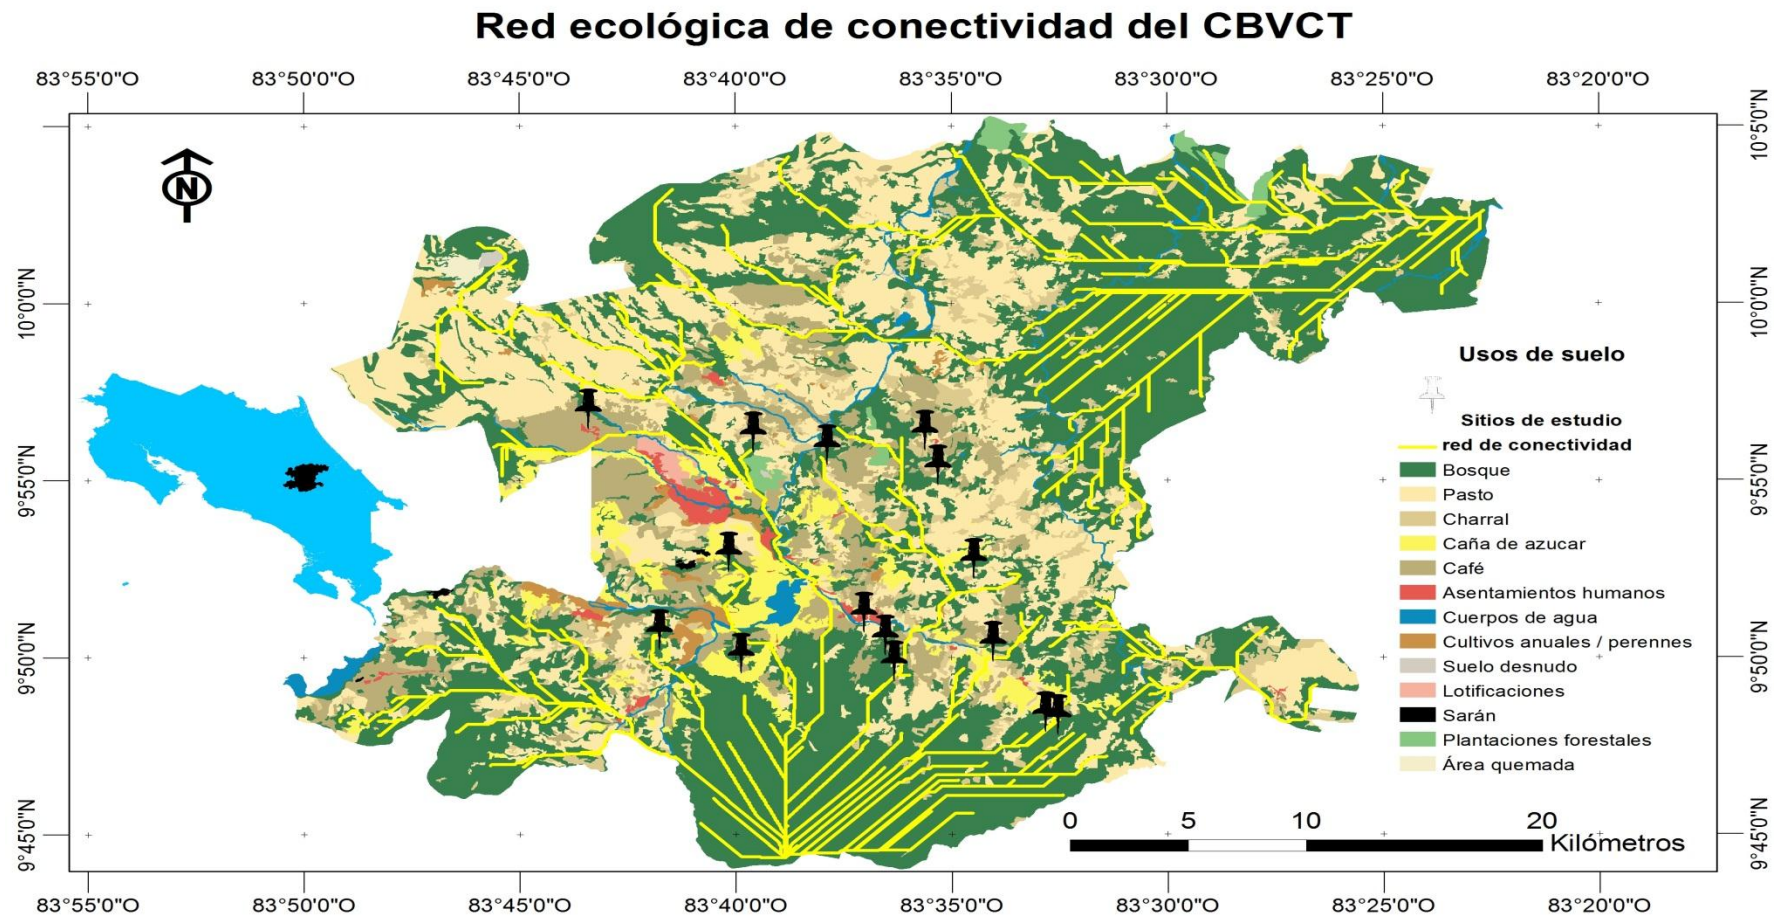 Red ecológica de conectividad del CBVCT
83°55'0"O 83°50'0"O 83°45'0"O 83°40'0"O 83°35'0"O 83°30'0"O 83°25'0"O 83°20'0"O
10°5'0"N 10°5'0"N
N
10°0'0"N 10°0'0"N
Usos de suelo
Sitios de estudio
red de conectividad
Bosque
9°55'0"N 9°55'0"N
Pasto
Charral
Caña de azucar
Café
Asentamientos humanos
Cuerpos de agua
Cultivos anuales / perennes
9°50'0"N 9°50'0"N
Suelo desnudo
Lotificaciones
Sarán
Plantaciones forestales
Área quemada
9°45'0"N 9°45'0"N
0 5 10 20
Kilómetros
83°55'0"O 83°50'0"O 83°45'0"O 83°40'0"O 83°35'0"O 83°30'0"O 83°25'0"O 83°20'0"O